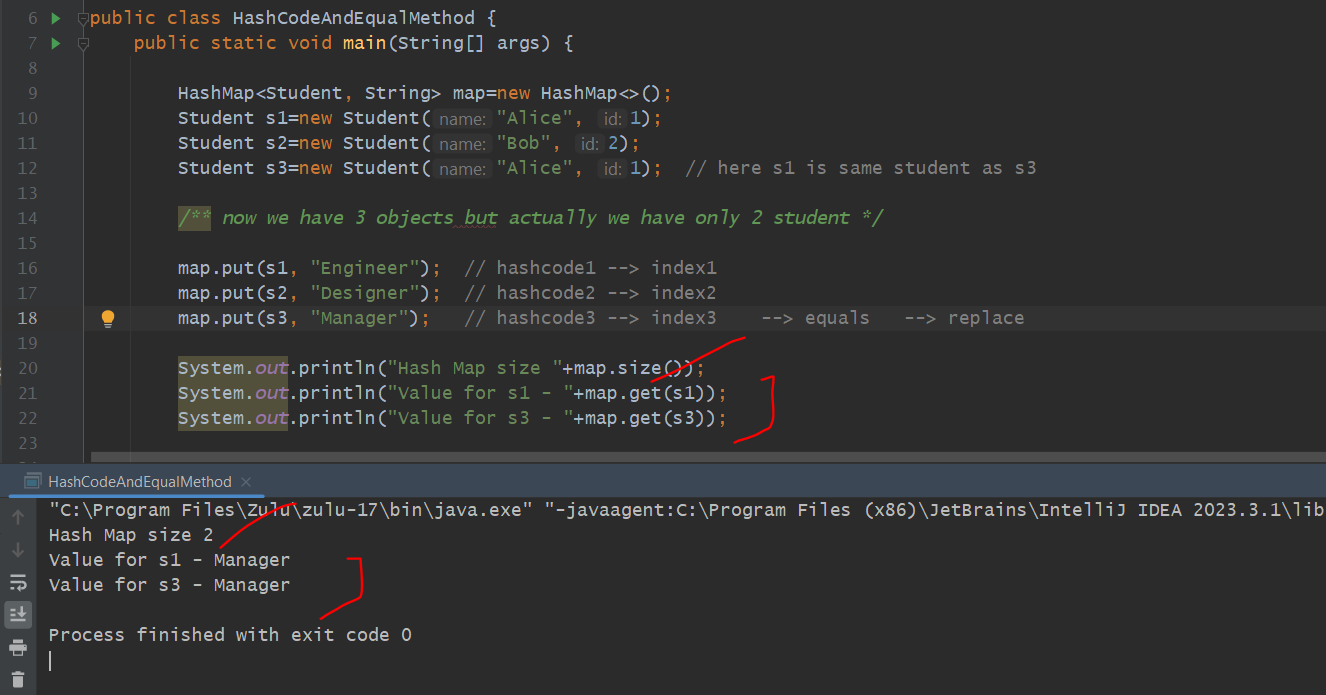 6 public class HashCodeAndEqualMethod {
7 public static void main(String[] args) {
8
9 HashMap<Student, String> map=new HashMap<>();
10 Student s1=new Student( name: "Alice", id: 1);
11 Student s2=new Student( name: "Bob", id: 2);
12 Student s3=new Student( name: "Alice", id: 1); // here s1 is same student as s3
13
14 /** now we have 3 objects but actually we have only 2 student */
15
16 map.put(s1, "Engineer"); // hashcode1 --> index1
17 map.put(s2, "Designer"); // hashcode2 --> index2
18 map.put(s3, "Manager"); // hashcode3 --> index3 --> equals --> replace
19
20 System.out.println("Hash Map size "+map.size());
21 System.out.println("Value for s1 - "+map.get(s1));
22 System.out.println("Value for s3 - "+map.get(s3));
23
HashCodeAndEqualMethod ×
"C:\Program Files\Zulu\zulu-17\bin\java.exe" "-javaagent:C:\Program Files (x86)\JetBrains\IntelliJ IDEA 2023.3.1\lib
Hash Map size 2
Value for s1 - Manager
Value for s3 - Manager
Process finished with exit code 0